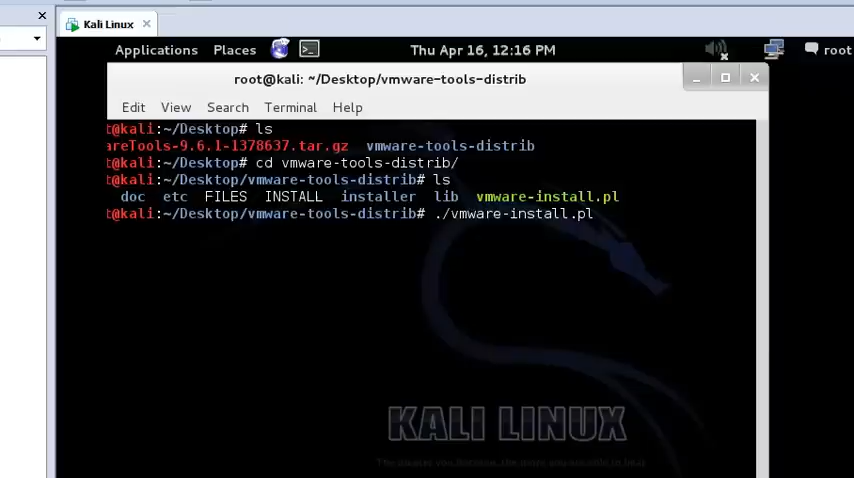 Kali Linux
Applications Places Thu Apr 16, 12:16 PM root
root@kali: ~/Desktop/vmware-tools-distrib
Edit View Search Terminal Help
t@kali:~/Desktop# ls
areTools-9.6.1-1378637.tar.gz vmware-tools-distrib
t@kali:~/Desktop# cd vmware-tools-distrib/
t@kali:~/Desktop/vmware-tools-distrib# ls
doc etc FILES INSTALL installer lib vmware-install.pl
t@kali:~/Desktop/vmware-tools-distrib# ./vmware-install.pl
KALI LINUX